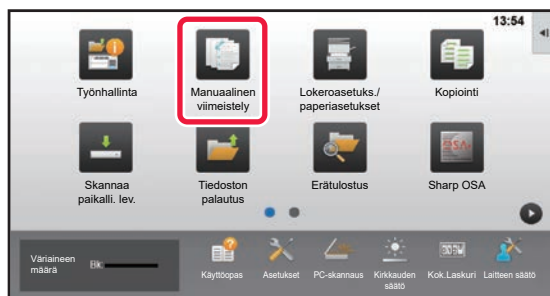 13:54
Työnhallinta
Manuaalinen
viimeistely
Lokeroasetuks./
paperiasetukset
Kopiointi
Skannaa
paikalli. lev.
Tiedoston
palautus
Erätulostus
Sharp OSA
Väriaineen
määrä
Bk:
Käyttöopas
Asetukset
PC-skannaus
Kirkkauden
säätö
Kok.Laskuri
Laitteen säätö